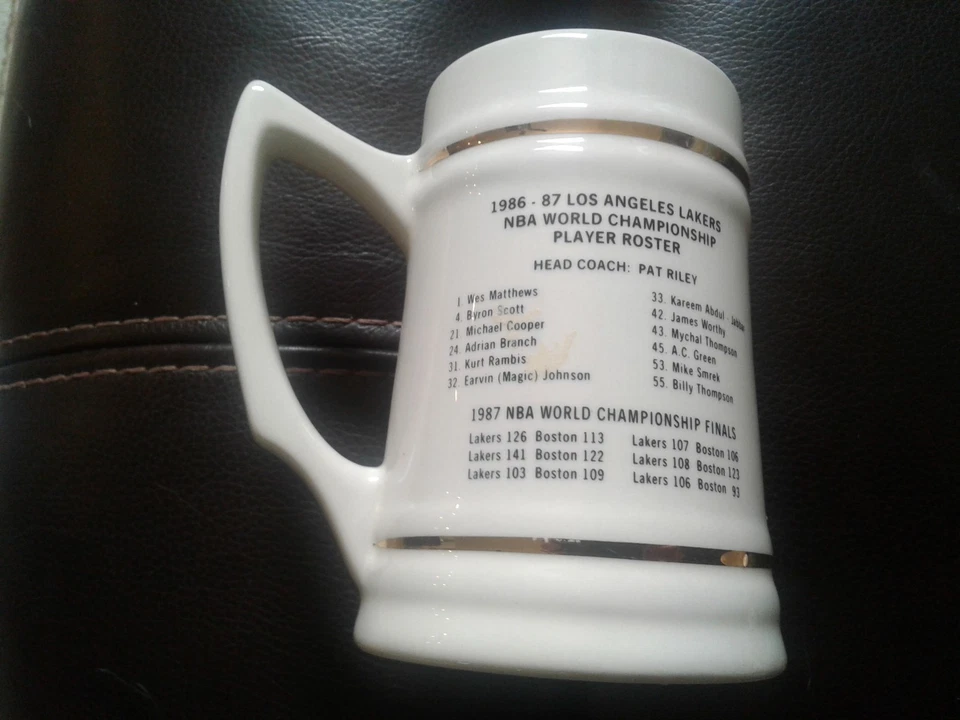 1986 - 87 LOS ANGELES LAKERS
NBA WORLD CHAMPIONSHIP
PLAYER ROSTER
HEAD COACH: PAT RILEY
1. Wes Matthews
4. Byron Scott
21. Michael Cooper
24. Adrian Branch
31. Kurt Rambis
32. Earvin (Magic) Johnson
33. Kareem Abdul - Jabbar
42. James Worthy
43. Mychal Thompson
45. A.C. Green
53. Mike Smrek
55. Billy Thompson
1987 NBA WORLD CHAMPIONSHIP FINALS
Lakers 126 Boston 113
Lakers 141 Boston 122
Lakers 103 Boston 109
Lakers 107 Boston 106
Lakers 108 Boston 123
Lakers 106 Boston 93